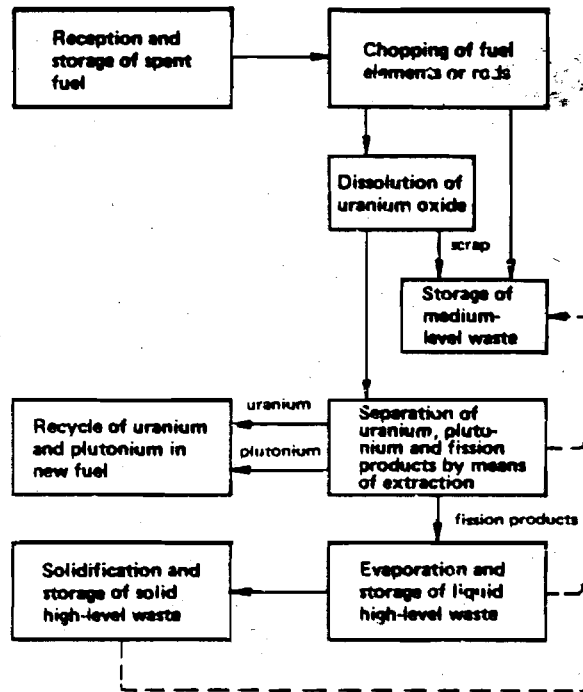 Reception and
storage of spent
fuel
Chopping of fuel
elements or rods
Dissolution of
uranium oxide
scrap
Storage of
medium-
level waste
Recycle of uranium
and plutonium in
new fuel
uranium
plutonium
Separation of
uranium, pluto-
nium and fission
products by means
of extraction
fission products
Solidification and
storage of solid
high-level waste
Evaporation and
storage of liquid
high-level waste